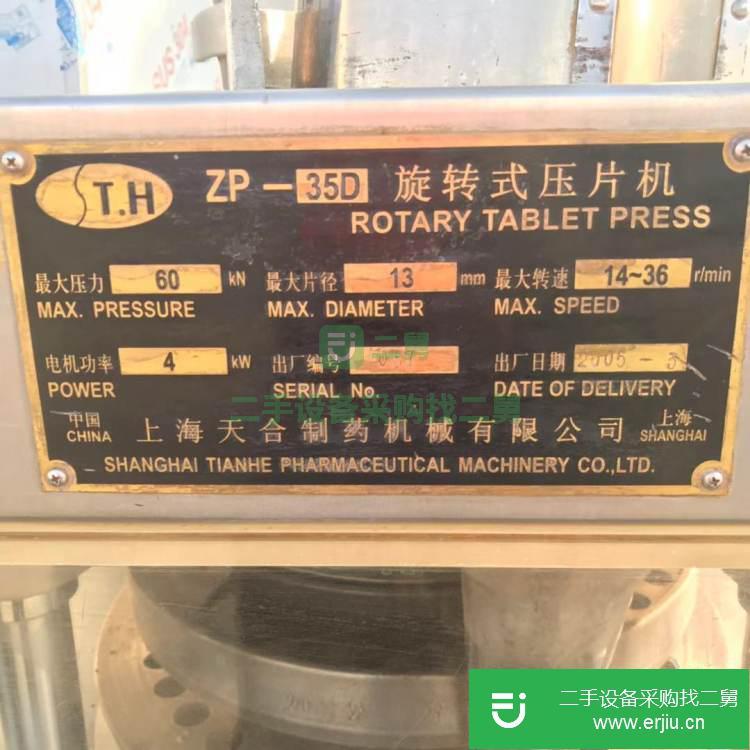 S T.H ZP－35D 旋转式压片机
ROTARY TABLET PRESS
最大压力 60 kN 最大片径 13 mm 最大转速 14~36 r/min
MAX. PRESSURE MAX. DIAMETER MAX. SPEED
电机功率 4 kW 出厂编号 出厂日期 2005－3
POWER SERIAL No. DATE OF DELIVERY
二舅
二手设备采购找二舅
中国 上海天合制药机械有限公司 上海
CHINA SHANGHAI
SHANGHAI TIANHE PHARMACEUTICAL MACHINERY CO.,LTD.
二手设备采购找二舅
www.erjiu.cn